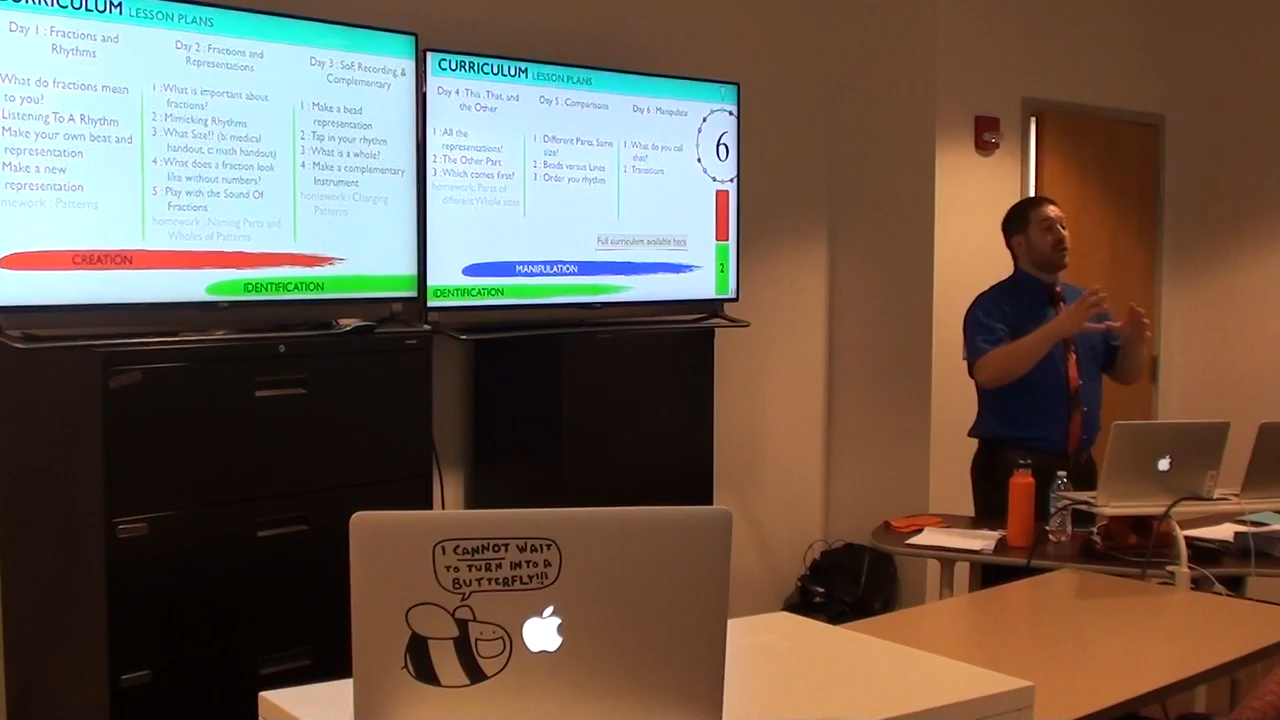 CURRICULUM LESSON PLANS
Day 1 : Fractions and
Rhythms
What do fractions mean
to you?
Listening To A Rhythm
Make your own beat and
representation
Make a new
representation
homework : Patterns
Day 2 : Fractions and
Representations
1 : What is important about
fractions?
2 : Mimicking Rhythms
3 : What Size!! (b: medical
handout, c: math handout)
4 : What does a fraction look
like without numbers?
5 : Play with the Sound Of
Fractions
homework : Naming Parts and
Wholes of Patterns
Day 3 : SoF, Recording, &
Complementary
1 : Make a bead
representation
2 : Tap in your rhythm
3 : What is a whole?
4 : Make a complementary
Instrument
homework : Changing
Patterns
CREATION
IDENTIFICATION
CURRICULUM LESSON PLANS
Day 4 : This, That, and
the Other
1 : All the
representations!
2 : The Other Part
3 : Which comes first?
homework: Parts of
different Whole sizes
Day 5 : Comparisons
1 : Different Parts, Same
size!
2 : Beads versus Lines
3 : Order you rhythm
Day 6 : Manipulate
1 : What do you call
that?
2 : Transitions
6
2
Full curriculum available here
MANIPULATION
IDENTIFICATION
I CANNOT WAIT
TO TURN INTO A
BUTTERFLY!!!